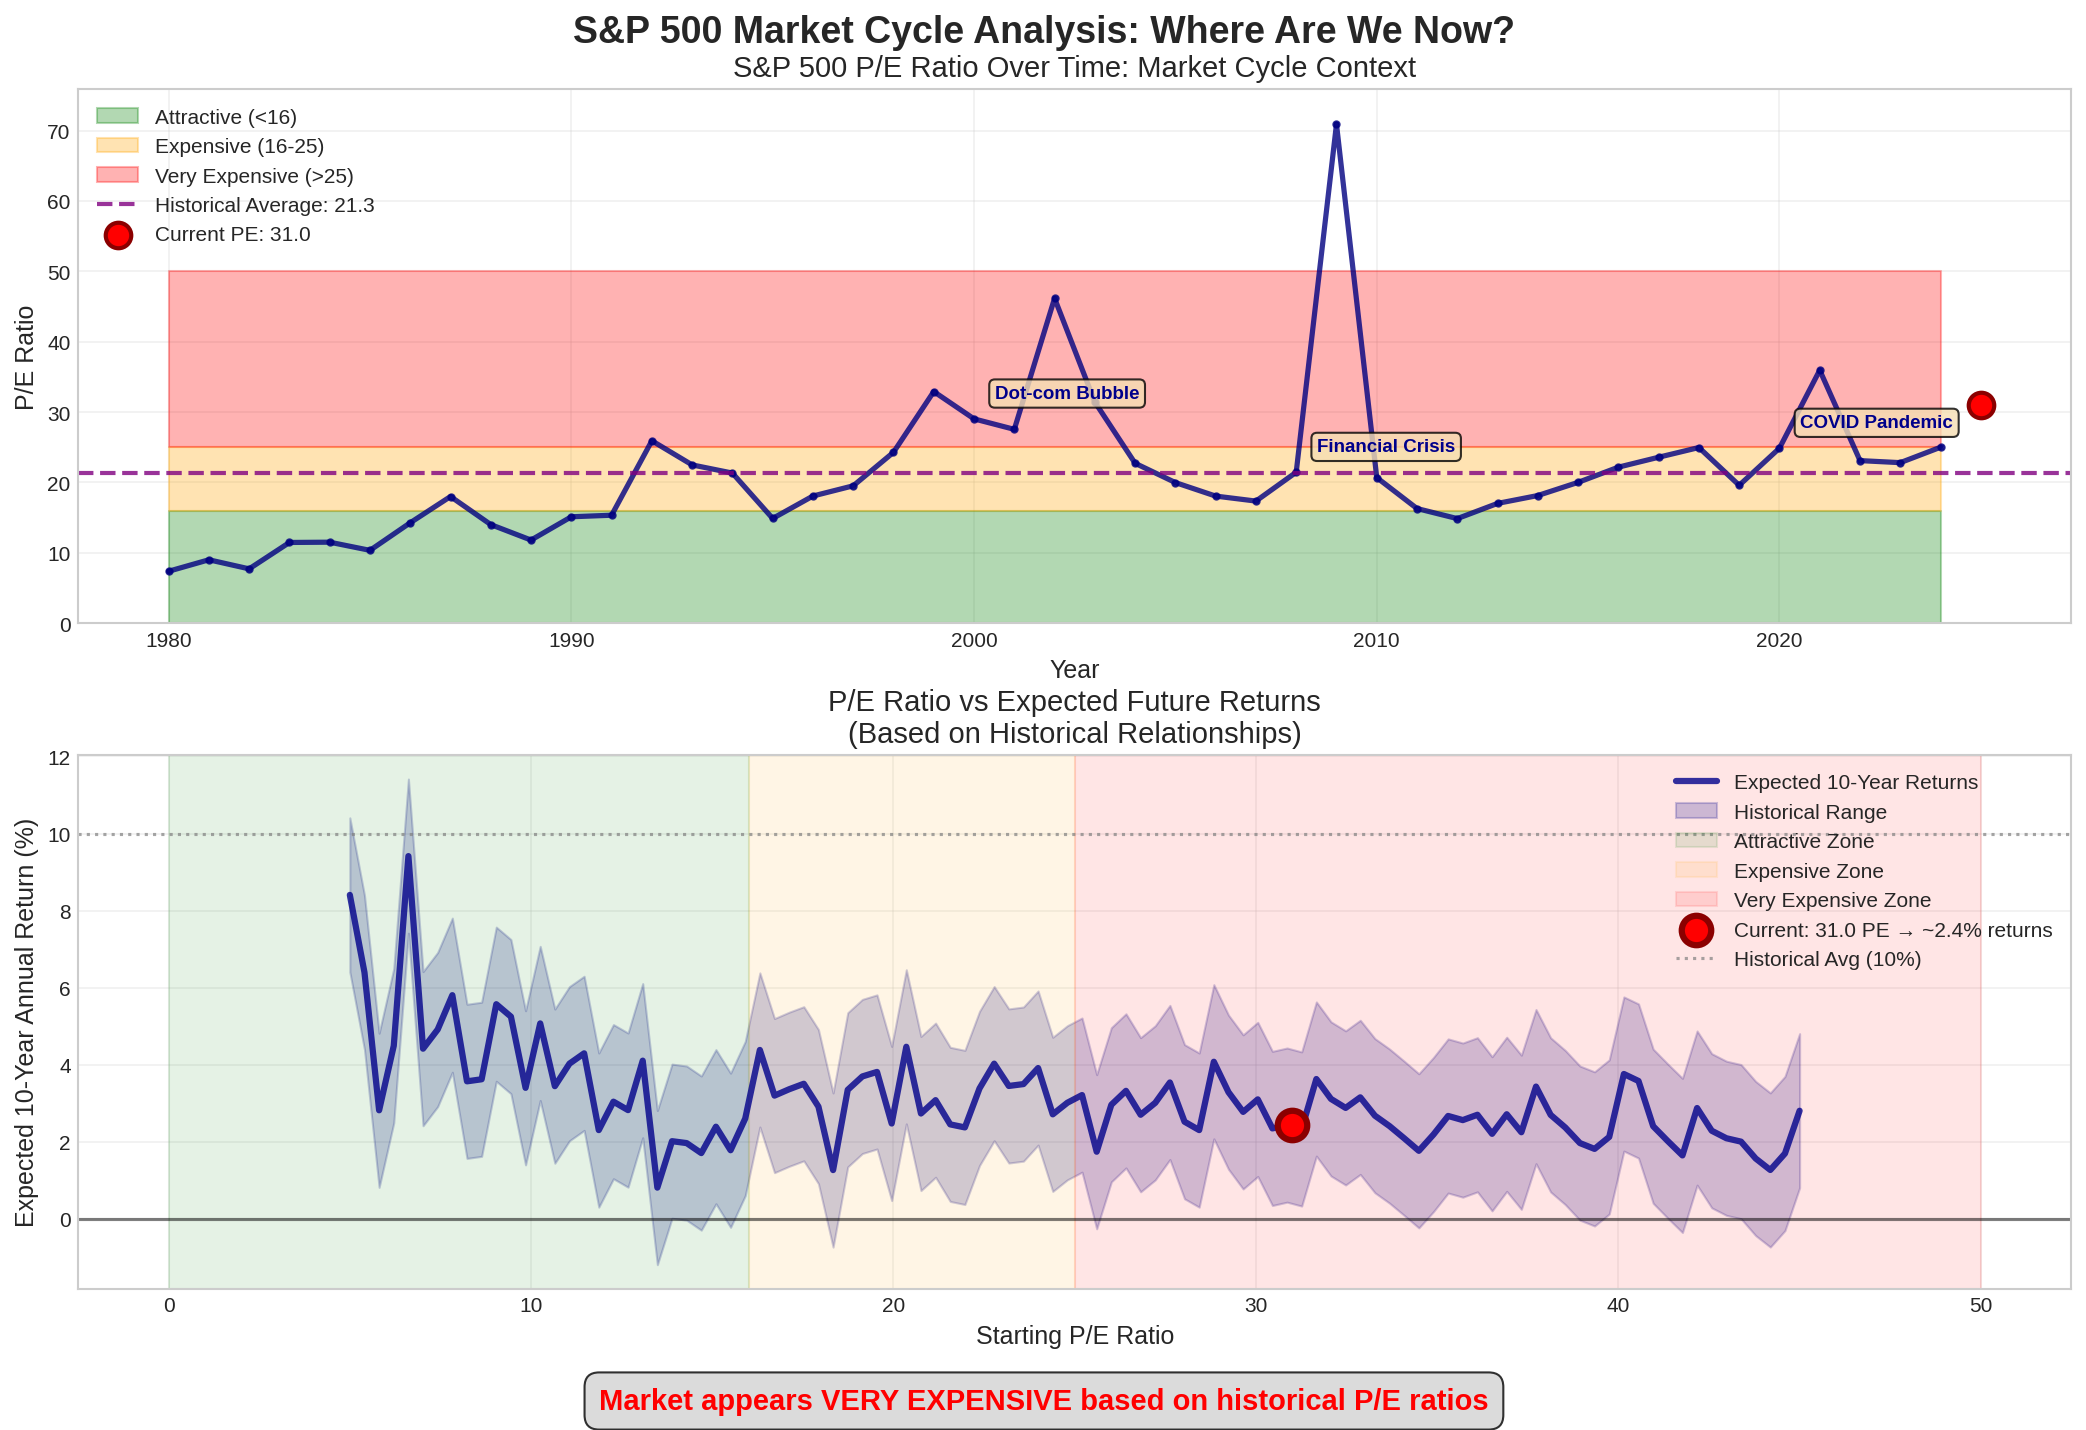 S&P 500 Market Cycle Analysis: Where Are We Now?
S&P 500 P/E Ratio Over Time: Market Cycle Context
Attractive (<16)
Expensive (16-25)
Very Expensive (>25)
Historical Average: 21.3
Current PE: 31.0
P/E Ratio
70
60
50
40
30
20
10
0
Dot-com Bubble
Financial Crisis
COVID Pandemic
1980
1990
2000
2010
2020
Year
P/E Ratio vs Expected Future Returns
(Based on Historical Relationships)
Expected 10-Year Annual Return (%)
12
10
8
6
4
2
0
Expected 10-Year Returns
Historical Range
Attractive Zone
Expensive Zone
Very Expensive Zone
Current: 31.0 PE → ~2.4% returns
Historical Avg (10%)
0
10
20
30
40
50
Starting P/E Ratio
Market appears VERY EXPENSIVE based on historical P/E ratios